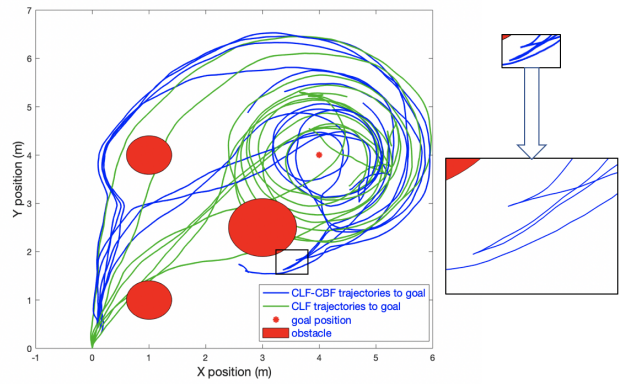 7
6
5
4
3
2
1
0
Y position (m)
-1 0 1 2 3 4 5 6
X position (m)
CLF-CBF trajectories to goal
CLF trajectories to goal
goal position
obstacle